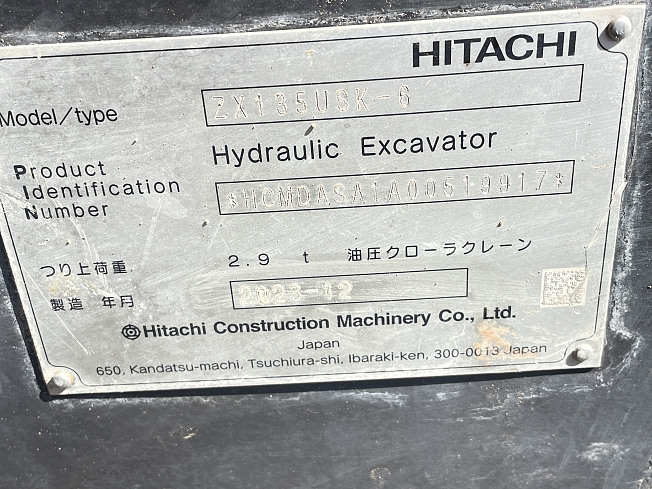 HITACHI
Model/type ZX135USK-6
Hydraulic Excavator
Product
Identification
Number
*HCMDASA1A00519917*
つり上荷重 2.9 t 油圧クローラクレーン
製造 年月 2023-12
Hitachi Construction Machinery Co., Ltd.
Japan
650, Kandatsu-machi, Tsuchiura-shi, Ibaraki-ken, 300-0013 Japan